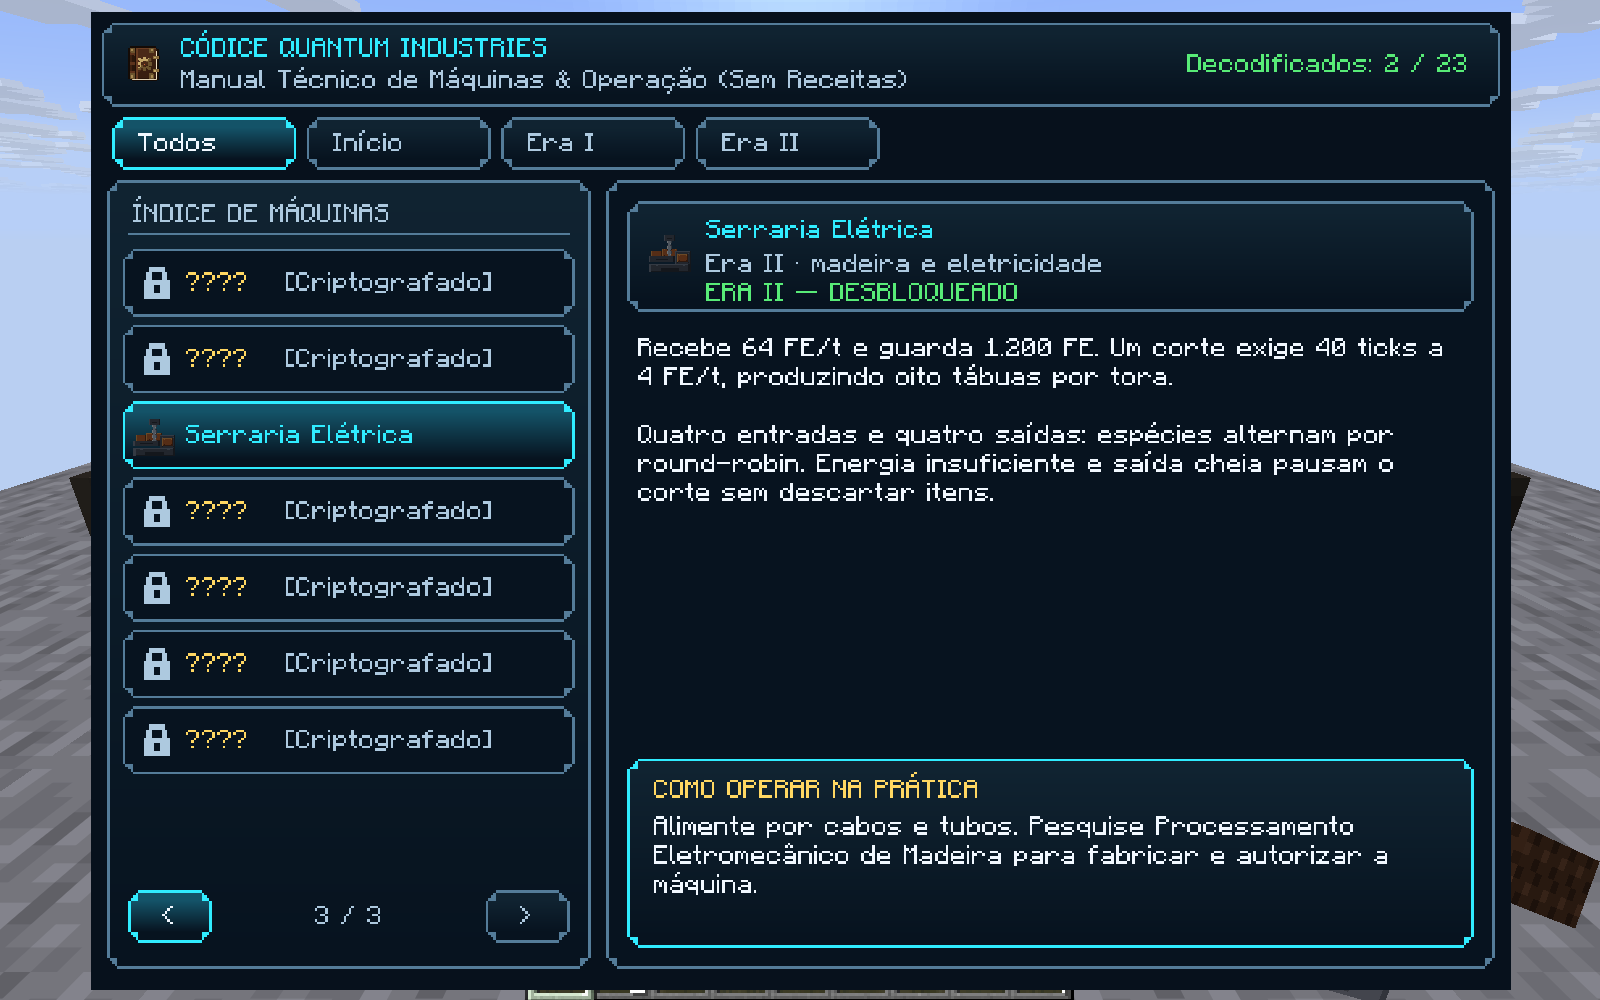 CÓDICE QUANTUM INDUSTRIES
Manual Técnico de Máquinas & Operação (Sem Receitas)
Decodificados: 2 / 23
Todos
Início
Era I
Era II
ÍNDICE DE MÁQUINAS
???? [Criptografado]
???? [Criptografado]
Serraria Elétrica
???? [Criptografado]
???? [Criptografado]
???? [Criptografado]
???? [Criptografado]
< 3 / 3 >
Serraria Elétrica
Era II · madeira e eletricidade
ERA II — DESBLOQUEADO
Recebe 64 FE/t e guarda 1.200 FE. Um corte exige 40 ticks a
4 FE/t, produzindo oito tábuas por tora.
Quatro entradas e quatro saídas: espécies alternam por
round-robin. Energia insuficiente e saída cheia pausam o
corte sem descartar itens.
COMO OPERAR NA PRÁTICA
Alimente por cabos e tubos. Pesquise Processamento
Eletromecânico de Madeira para fabricar e autorizar a
máquina.